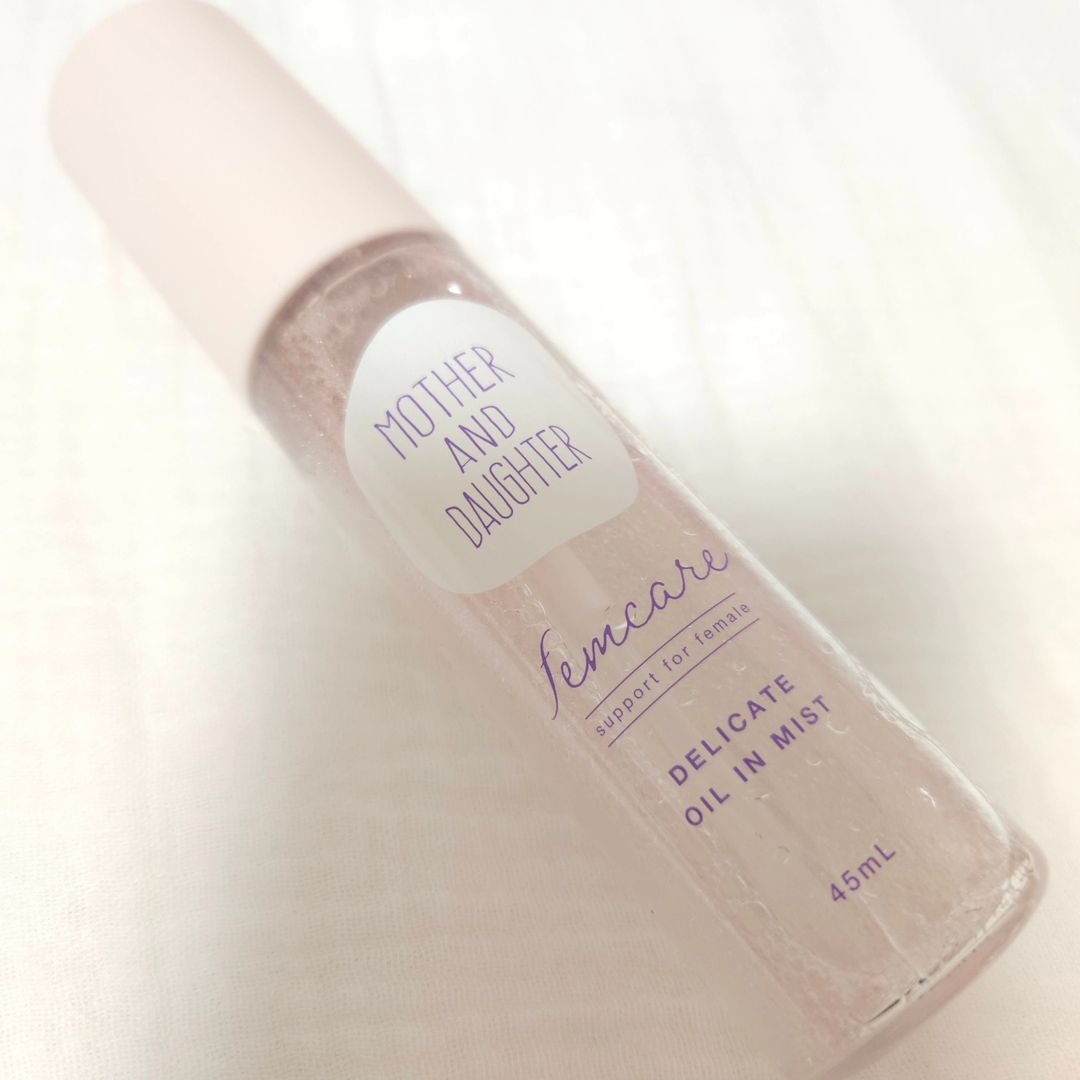 MOTHER
AND
DAUGHTER
femcare
support for female
DELICATE
OIL IN MIST
45mL